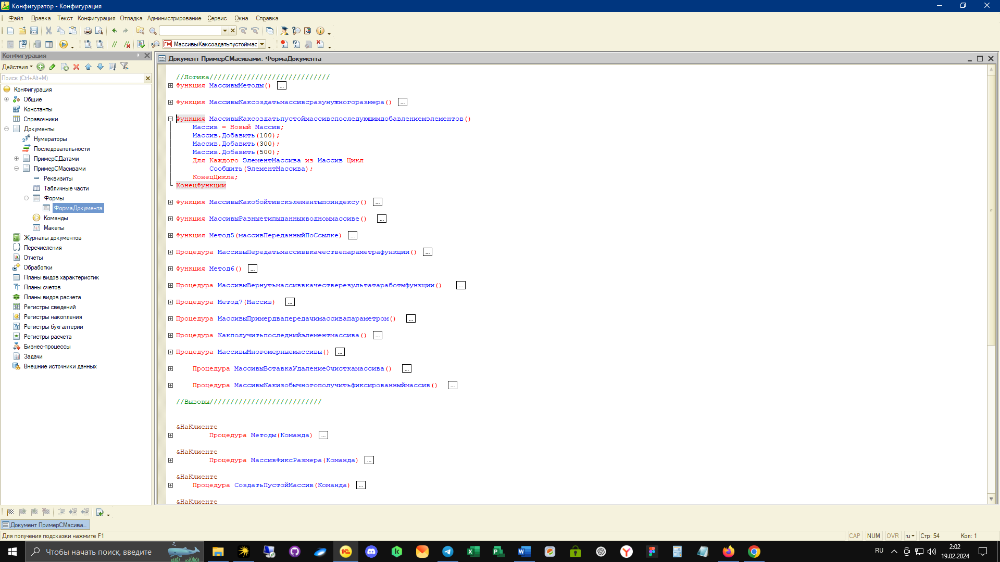 Конфигуратор - Конфигурация
Файл Правка Текст Конфигурация Отладка Администрирование Сервис Окна Справка
МассивыКаксоздатьпустоймас
Конфигурация
Действия
Поиск (Ctrl+Alt+M)
Конфигурация
Общие
Константы
Справочники
Документы
Нумераторы
Последовательности
ПримерСДатами
ПримерСМасивами
Реквизиты
Табличные части
Формы
ФормаДокумента
Команды
Макеты
Журналы документов
Перечисления
Отчеты
Обработки
Планы видов характеристик
Планы счетов
Планы видов расчета
Регистры сведений
Регистры накопления
Регистры бухгалтерии
Регистры расчета
Бизнес-процессы
Задачи
Внешние источники данных
Документ ПримерСМасивами: ФормаДокумента
//Логика/////////////////////////////
Функция МассивыМетоды() ...
Функция МассивыКаксоздатьмассивсразунужногоразмера() ...
Функция МассивыКаксоздатьпустоймассивспоследующимдобавлениемэлементов()
Массив = Новый Массив;
Массив.Добавить(100);
Массив.Добавить(300);
Массив.Добавить(500);
Для Каждого ЭлементМассива из Массив Цикл
Сообщить(ЭлементМассива);
КонецЦикла;
КонецФункции
Функция МассивыКакобойтивскэлементыпоиндексу() ...
Функция МассивыРазныетипыданныхводноммассиве() ...
Функция Метод5(массивПереданныйПоСсылке) ...
Процедура МассивыПередатьмассиввкачествепараметрафункции() ...
Функция Метод6() ...
Процедура МассивыВернутьмассиввкачестверезультатаработыфункции() ...
Процедура Метод7(Массив) ...
Процедура МассивыПримердвапередачимассивапараметром() ...
Процедура Какполучитьпоследнийэлементмассива() ...
Процедура МассивыМногомерныемассивы() ...
Процедура МассивыВставкаУдалениеОчисткамассива() ...
Процедура МассивыКакизобычногополучитьфиксированныймассив() ...
//Вызовы///////////////////////////
&НаКлиенте
Процедура Методы(Команда) ...
&НаКлиенте
Процедура МассивФиксРазмера(Команда) ...
&НаКлиенте
Процедура СоздатьПустойМассив(Команда) ...
&НаКлиенте
Документ ПримерСМасива...
Для получения подсказки нажмите F1
CAP NUM OVR ru Стр: 54 Кол: 1
Чтобы начать поиск, введите
RU
2:02
19.02.2024